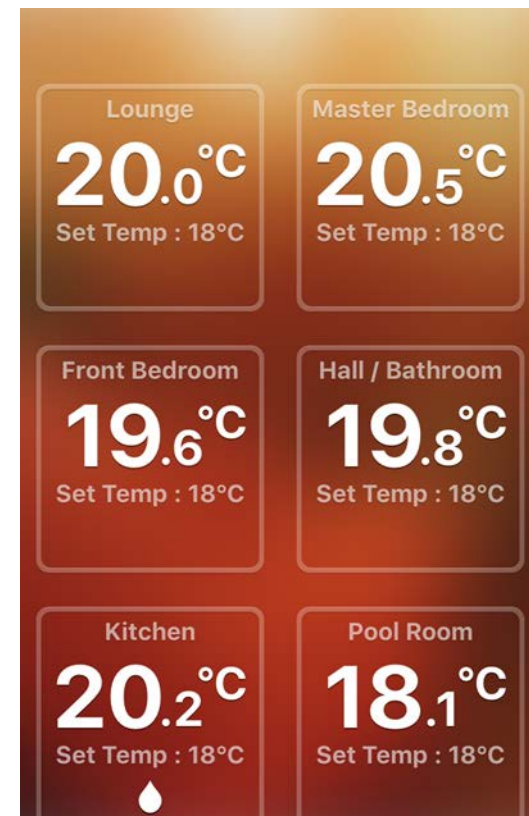 Lounge
20.0°C
Set Temp : 18°C
Master Bedroom
20.5°C
Set Temp : 18°C
Front Bedroom
19.6°C
Set Temp : 18°C
Hall / Bathroom
19.8°C
Set Temp : 18°C
Kitchen
20.2°C
Set Temp : 18°C
Pool Room
18.1°C
Set Temp : 18°C